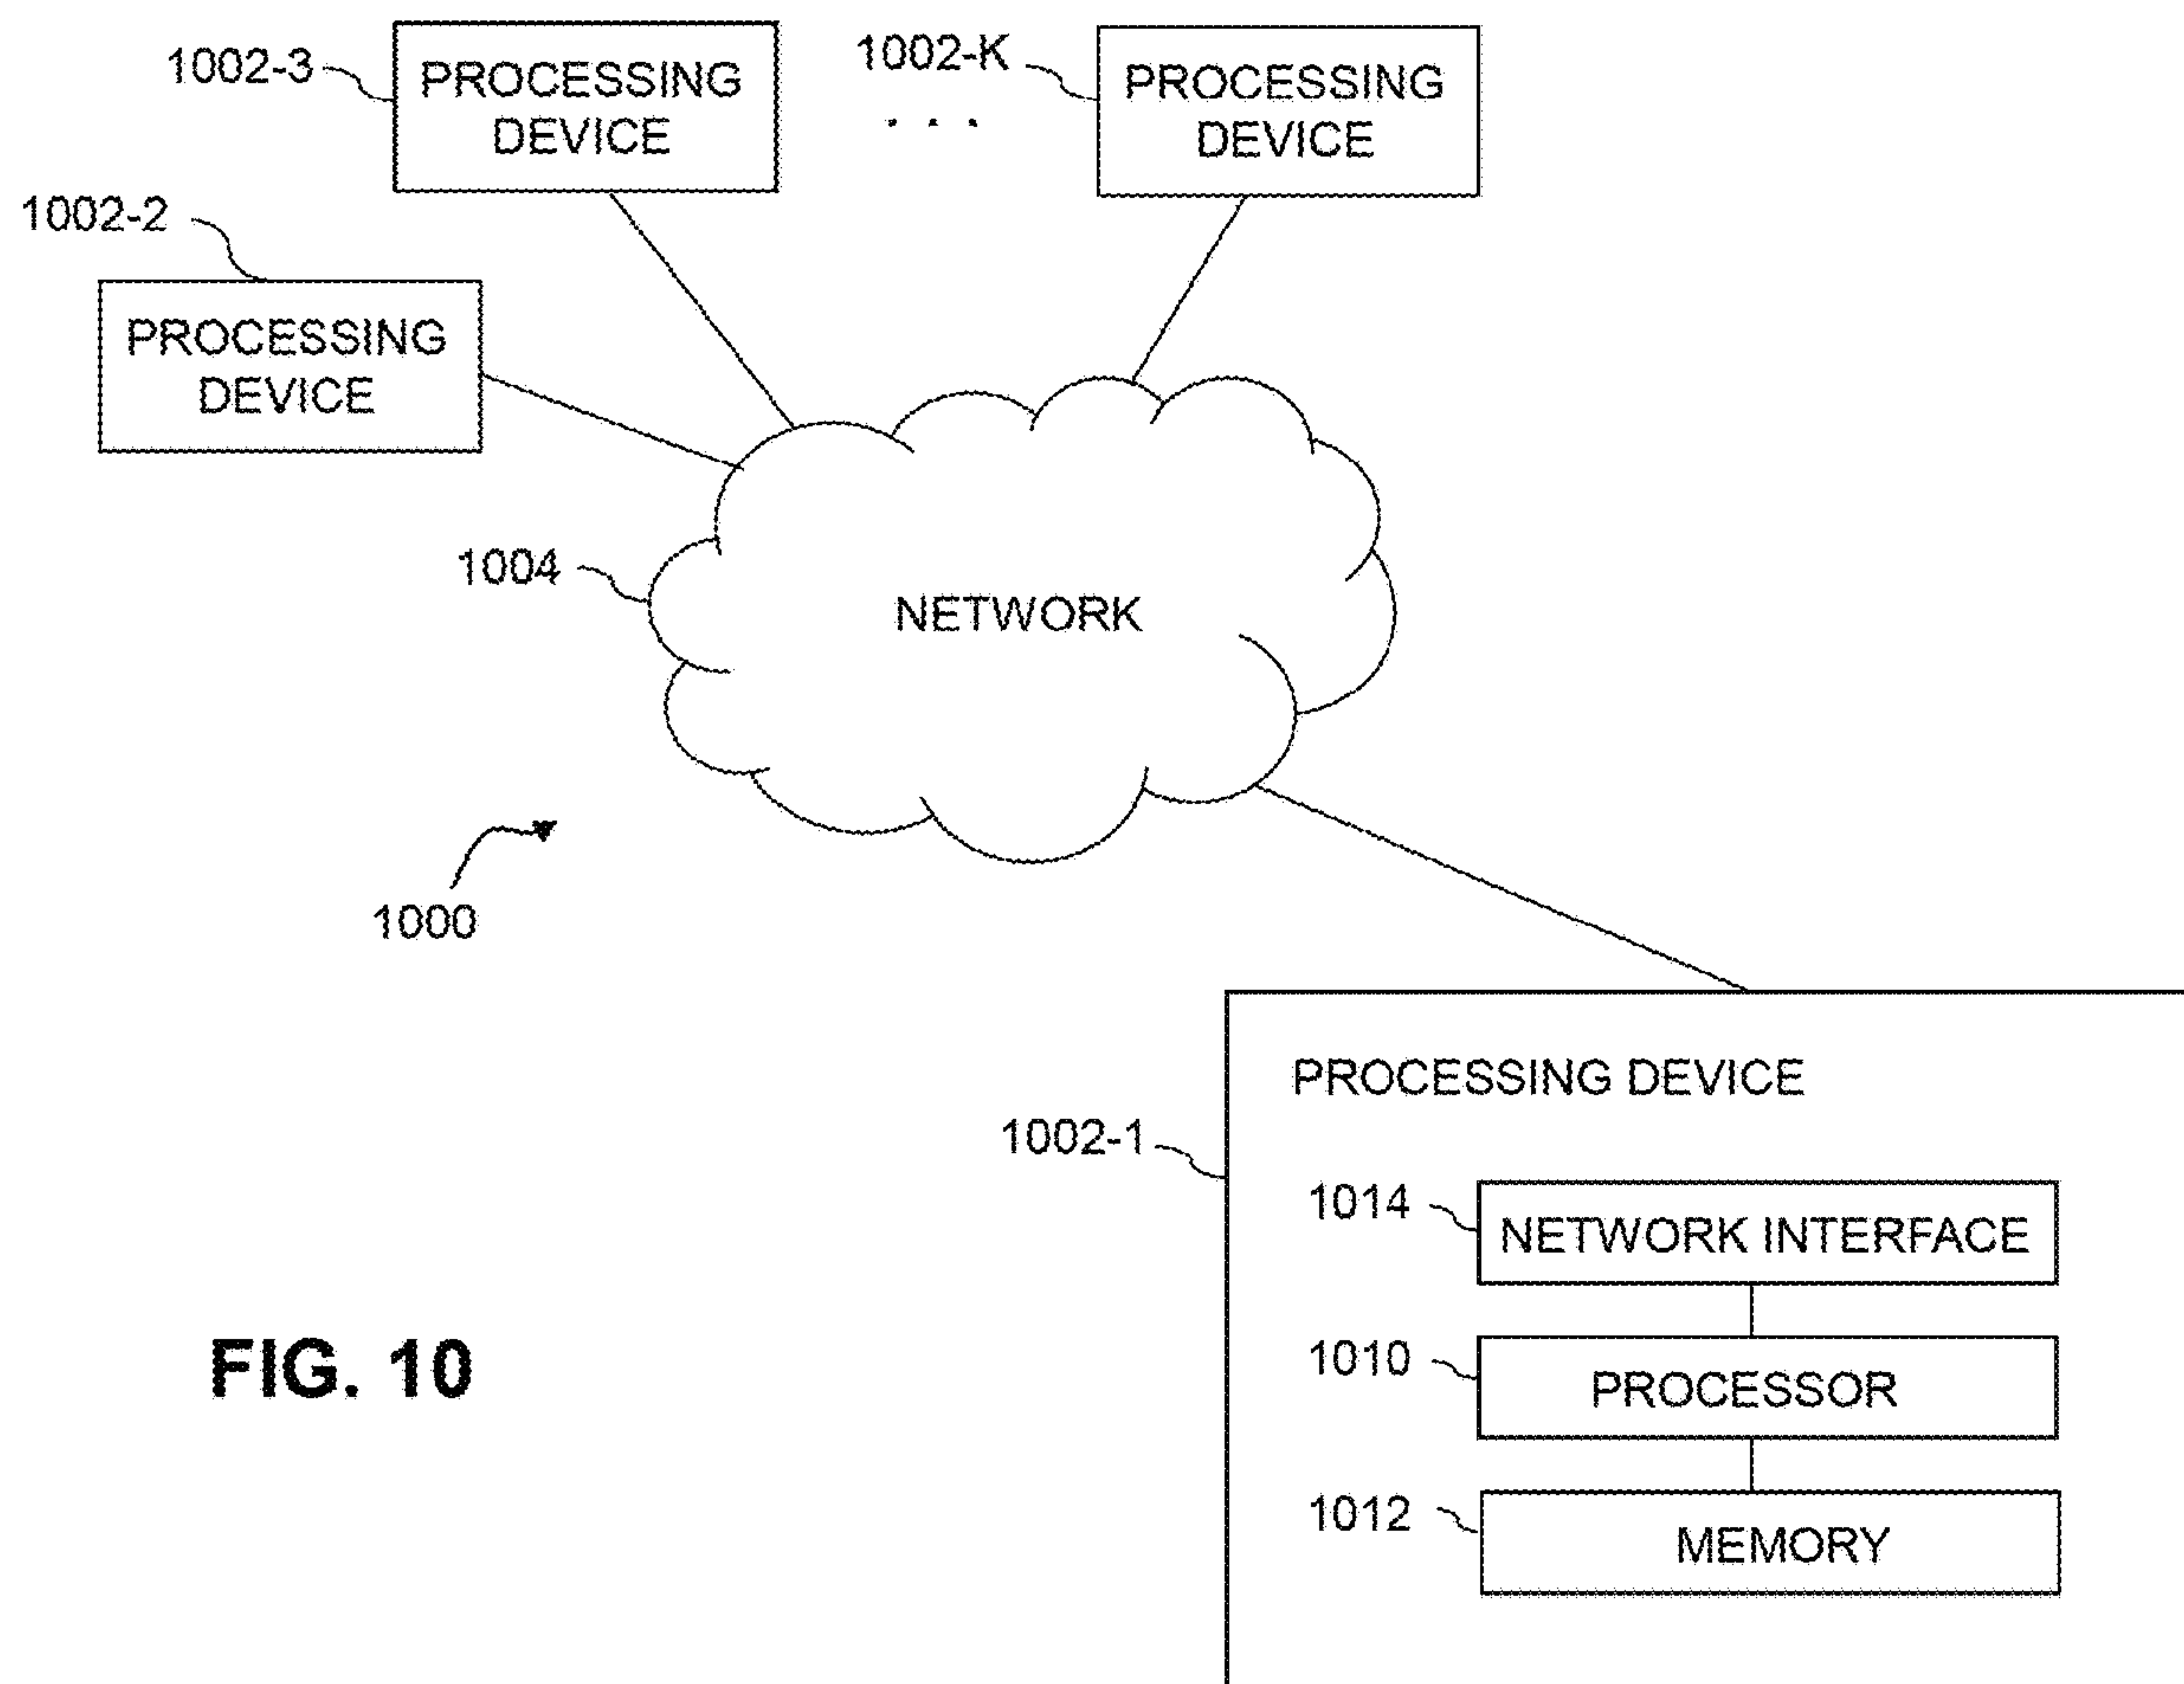 1002-3
PROCESSING
DEVICE
1002-K
. . .
PROCESSING
DEVICE
1002-2
PROCESSING
DEVICE
1004
NETWORK
1000
PROCESSING DEVICE
1002-1
1014
NETWORK INTERFACE
1010
PROCESSOR
1012
MEMORY
FIG. 10